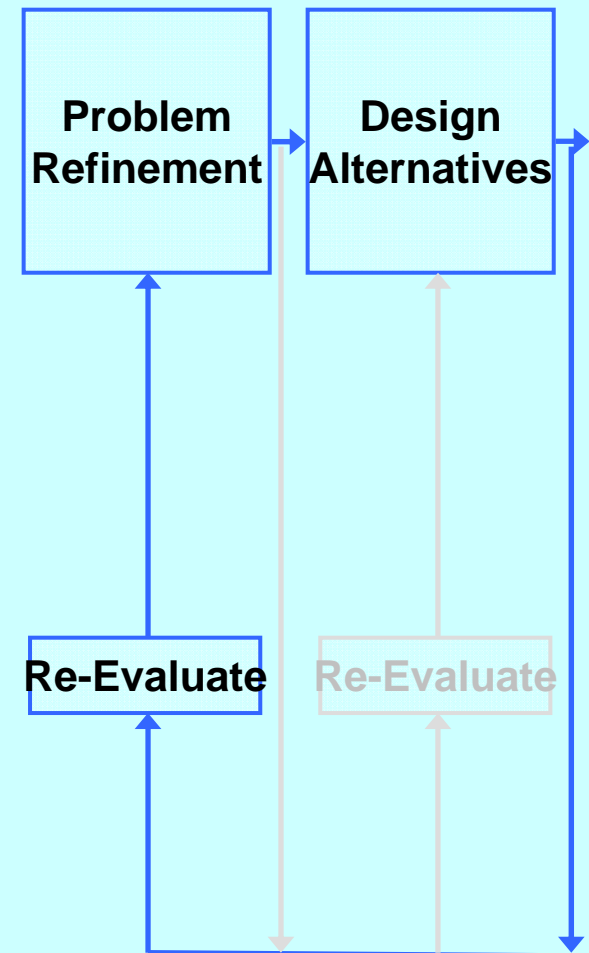 Problem
Refinement
Design
Alternatives
Re-Evaluate
Re-Evaluate